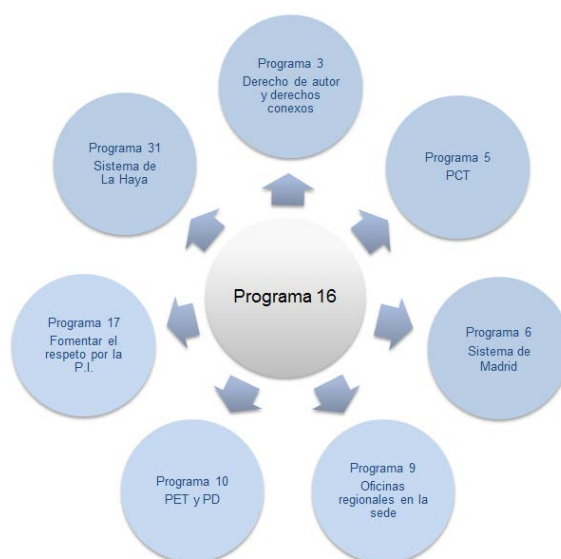 Programa 3
Derecho de autor
y derechos
conexos
Programa 31
Sistema de
La Haya
Programa 5
PCT
Programa 16
Programa 17
Fomentar el
respeto por la
P.I.
Programa 6
Sistema de
Madrid
Programa 10
PET y PD
Programa 9
Oficinas
regionales en la
sede